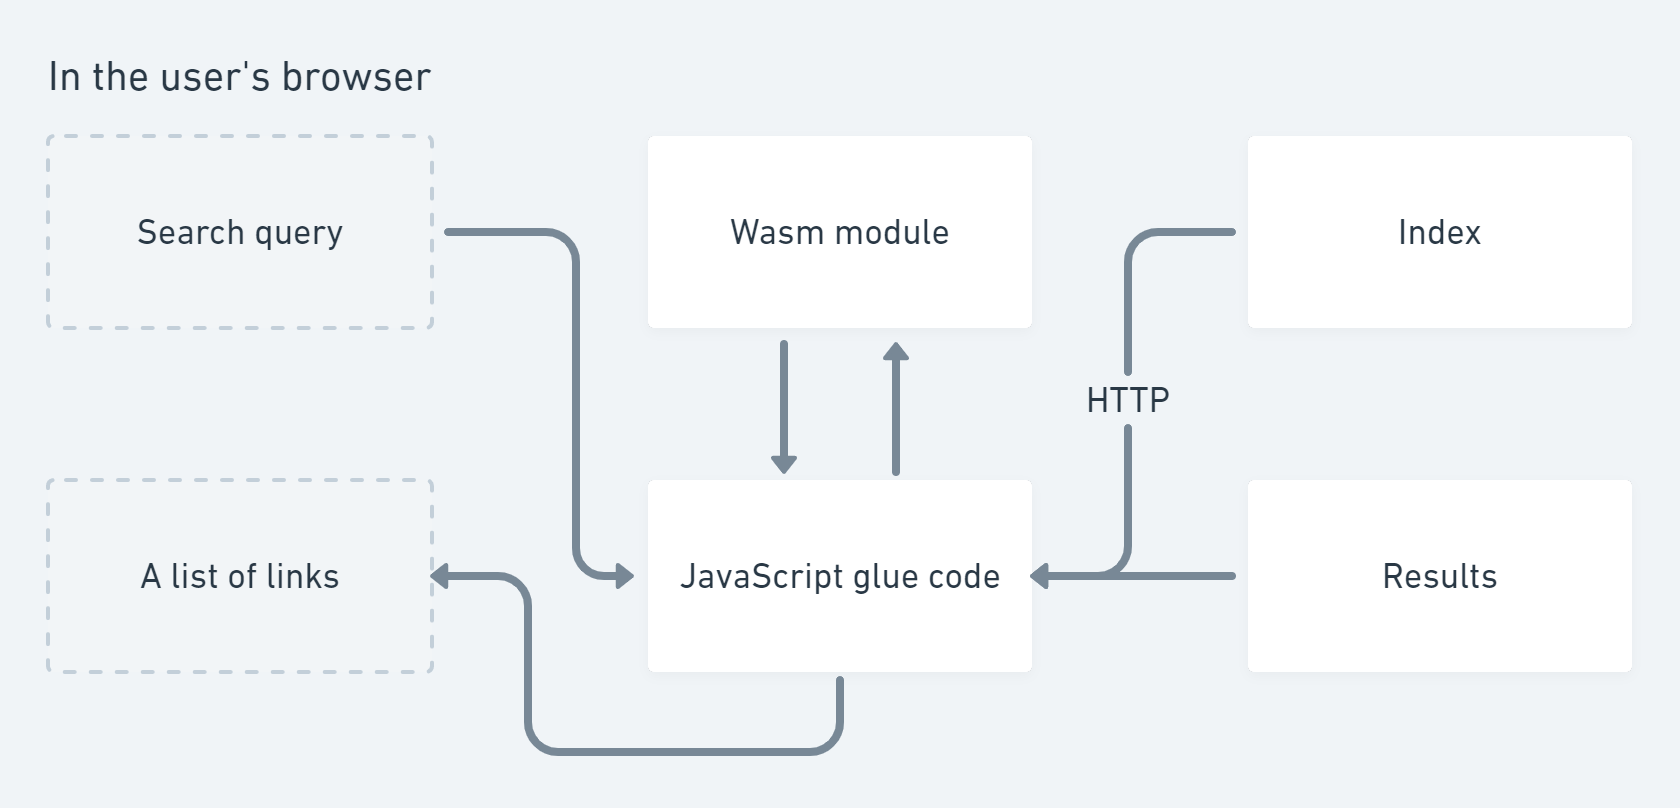 In the user's browser
Search query
Wasm module
Index
HTTP
A list of links
JavaScript glue code
Results